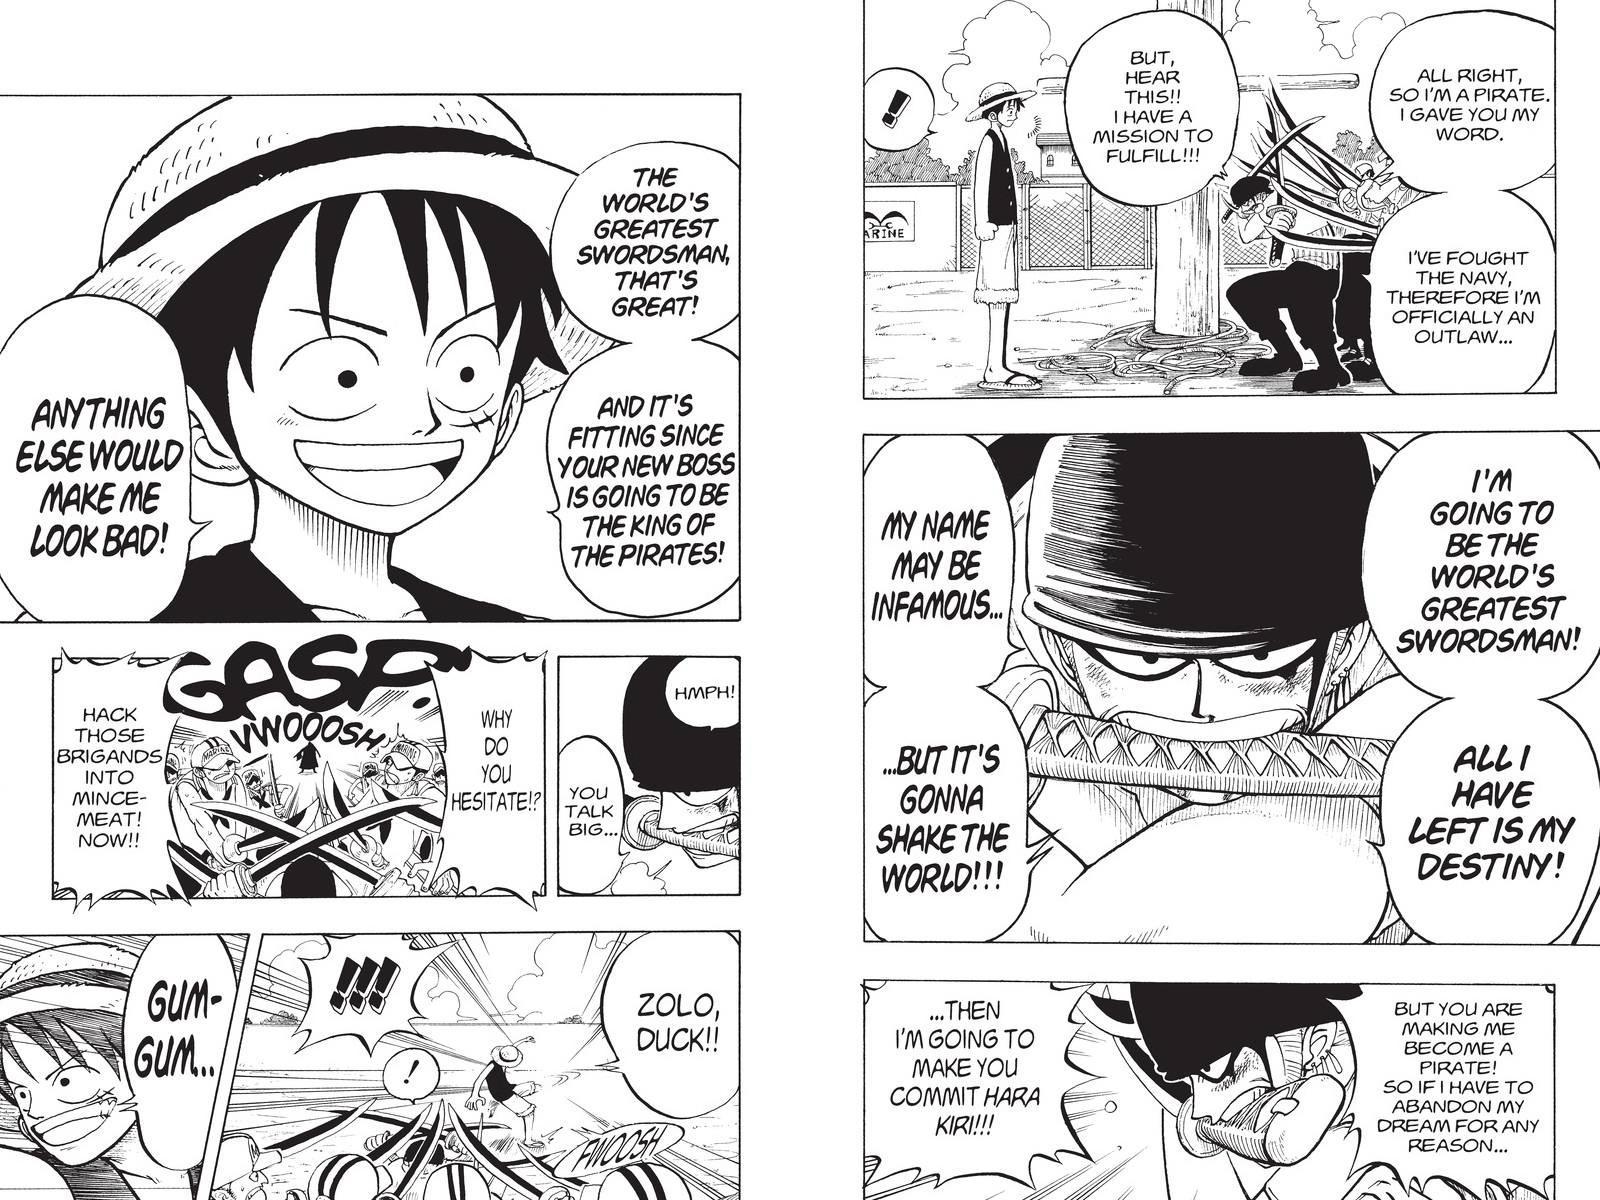 ALL RIGHT,
SO I'M A PIRATE.
I GAVE YOU MY
WORD.
I'VE FOUGHT
THE NAVY,
THEREFORE I'M
OFFICIALLY AN
OUTLAW...
BUT,
HEAR
THIS!!
I HAVE A
MISSION TO
FULFILL!!!
!
ARINE
I'M
GOING TO
BE THE
WORLD'S
GREATEST
SWORDSMAN!
ALL I
HAVE
LEFT IS MY
DESTINY!
MY NAME
MAY BE
INFAMOUS...
...BUT IT'S
GONNA
SHAKE THE
WORLD!!!
BUT YOU ARE
MAKING ME
BECOME A
PIRATE!
SO IF I HAVE TO
ABANDON MY
DREAM FOR ANY
REASON...
...THEN
I'M GOING TO
MAKE YOU
COMMIT HARA
KIRI!!!
THE
WORLD'S
GREATEST
SWORDSMAN,
THAT'S
GREAT!
AND IT'S
FITTING SINCE
YOUR NEW BOSS
IS GOING TO BE
THE KING OF
THE PIRATES!
ANYTHING
ELSE WOULD
MAKE ME
LOOK BAD!
HMPH!
YOU
TALK
BIG...
WHY
DO
YOU
HESITATE!?
GASP
VWOOOSH
MARINE
HACK
THOSE
BRIGANDS
INTO
MINCE-
MEAT!
NOW!!
ZOLO,
DUCK!!
!!!
!
FWOOSH
GUM-
GUM...